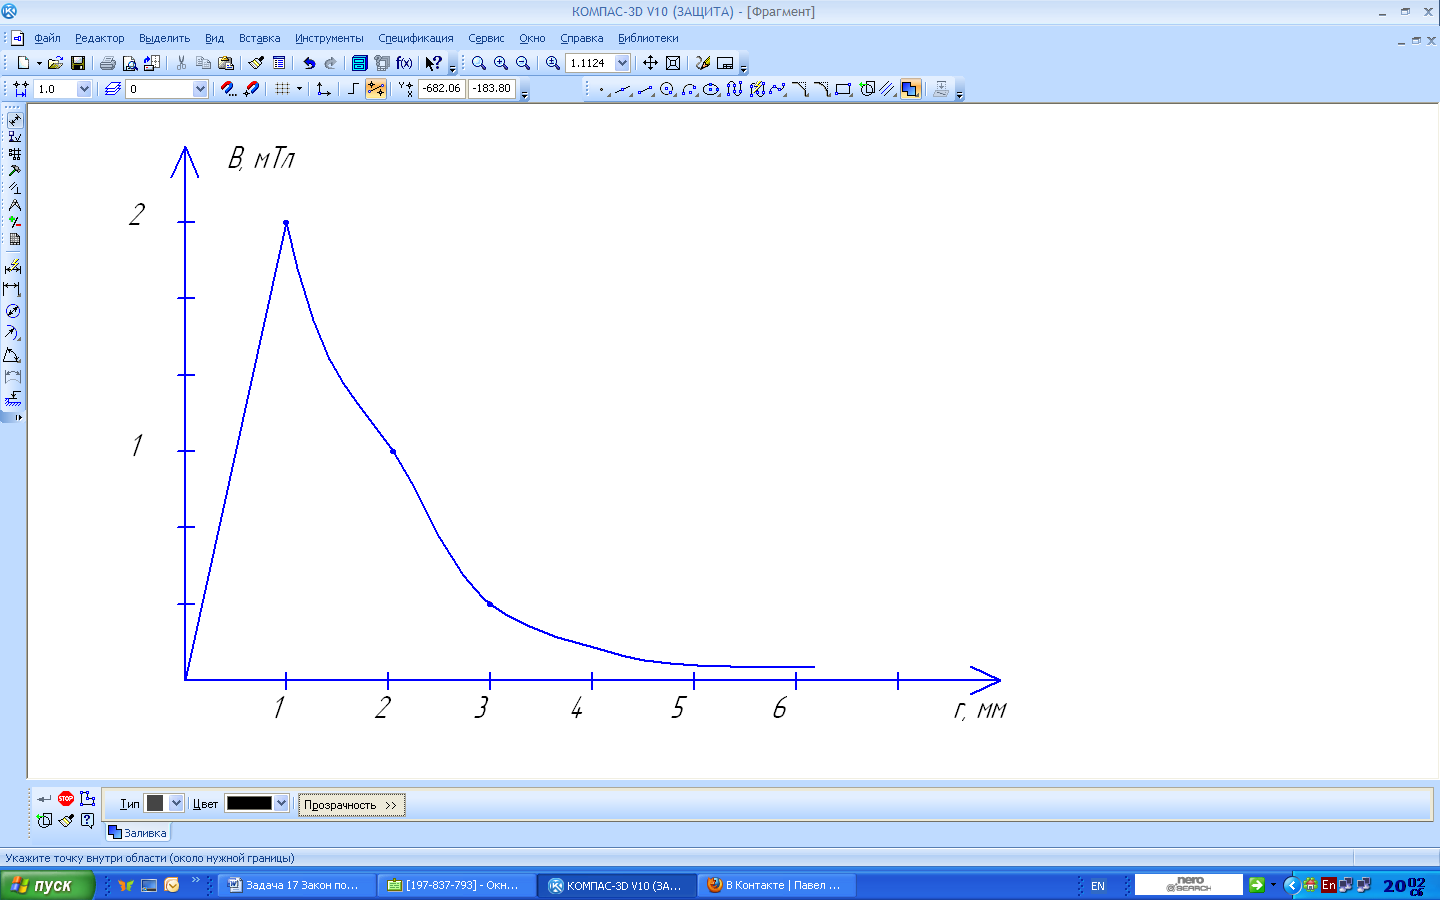 КОМПАС-3D V10 (ЗАЩИТА) - [Фрагмент]
Файл Редактор Выделить Вид Вставка Инструменты Спецификация Сервис Окно Справка Библиотеки
f(x) 1.1124
1.0 0 -682.06 -183.80
В, мТл
2
1
1 2 3 4 5 6 r, мм
STOP Тип Цвет Прозрачность >>
Заливка
Укажите точку внутри области (около нужной границы)
пуск Задача 17 Закон по... [197-837-793] - Окн... КОМПАС-3D V10 (ЗА... В Контакте | Павел ... EN nero SEARCH En 20 02 Сб